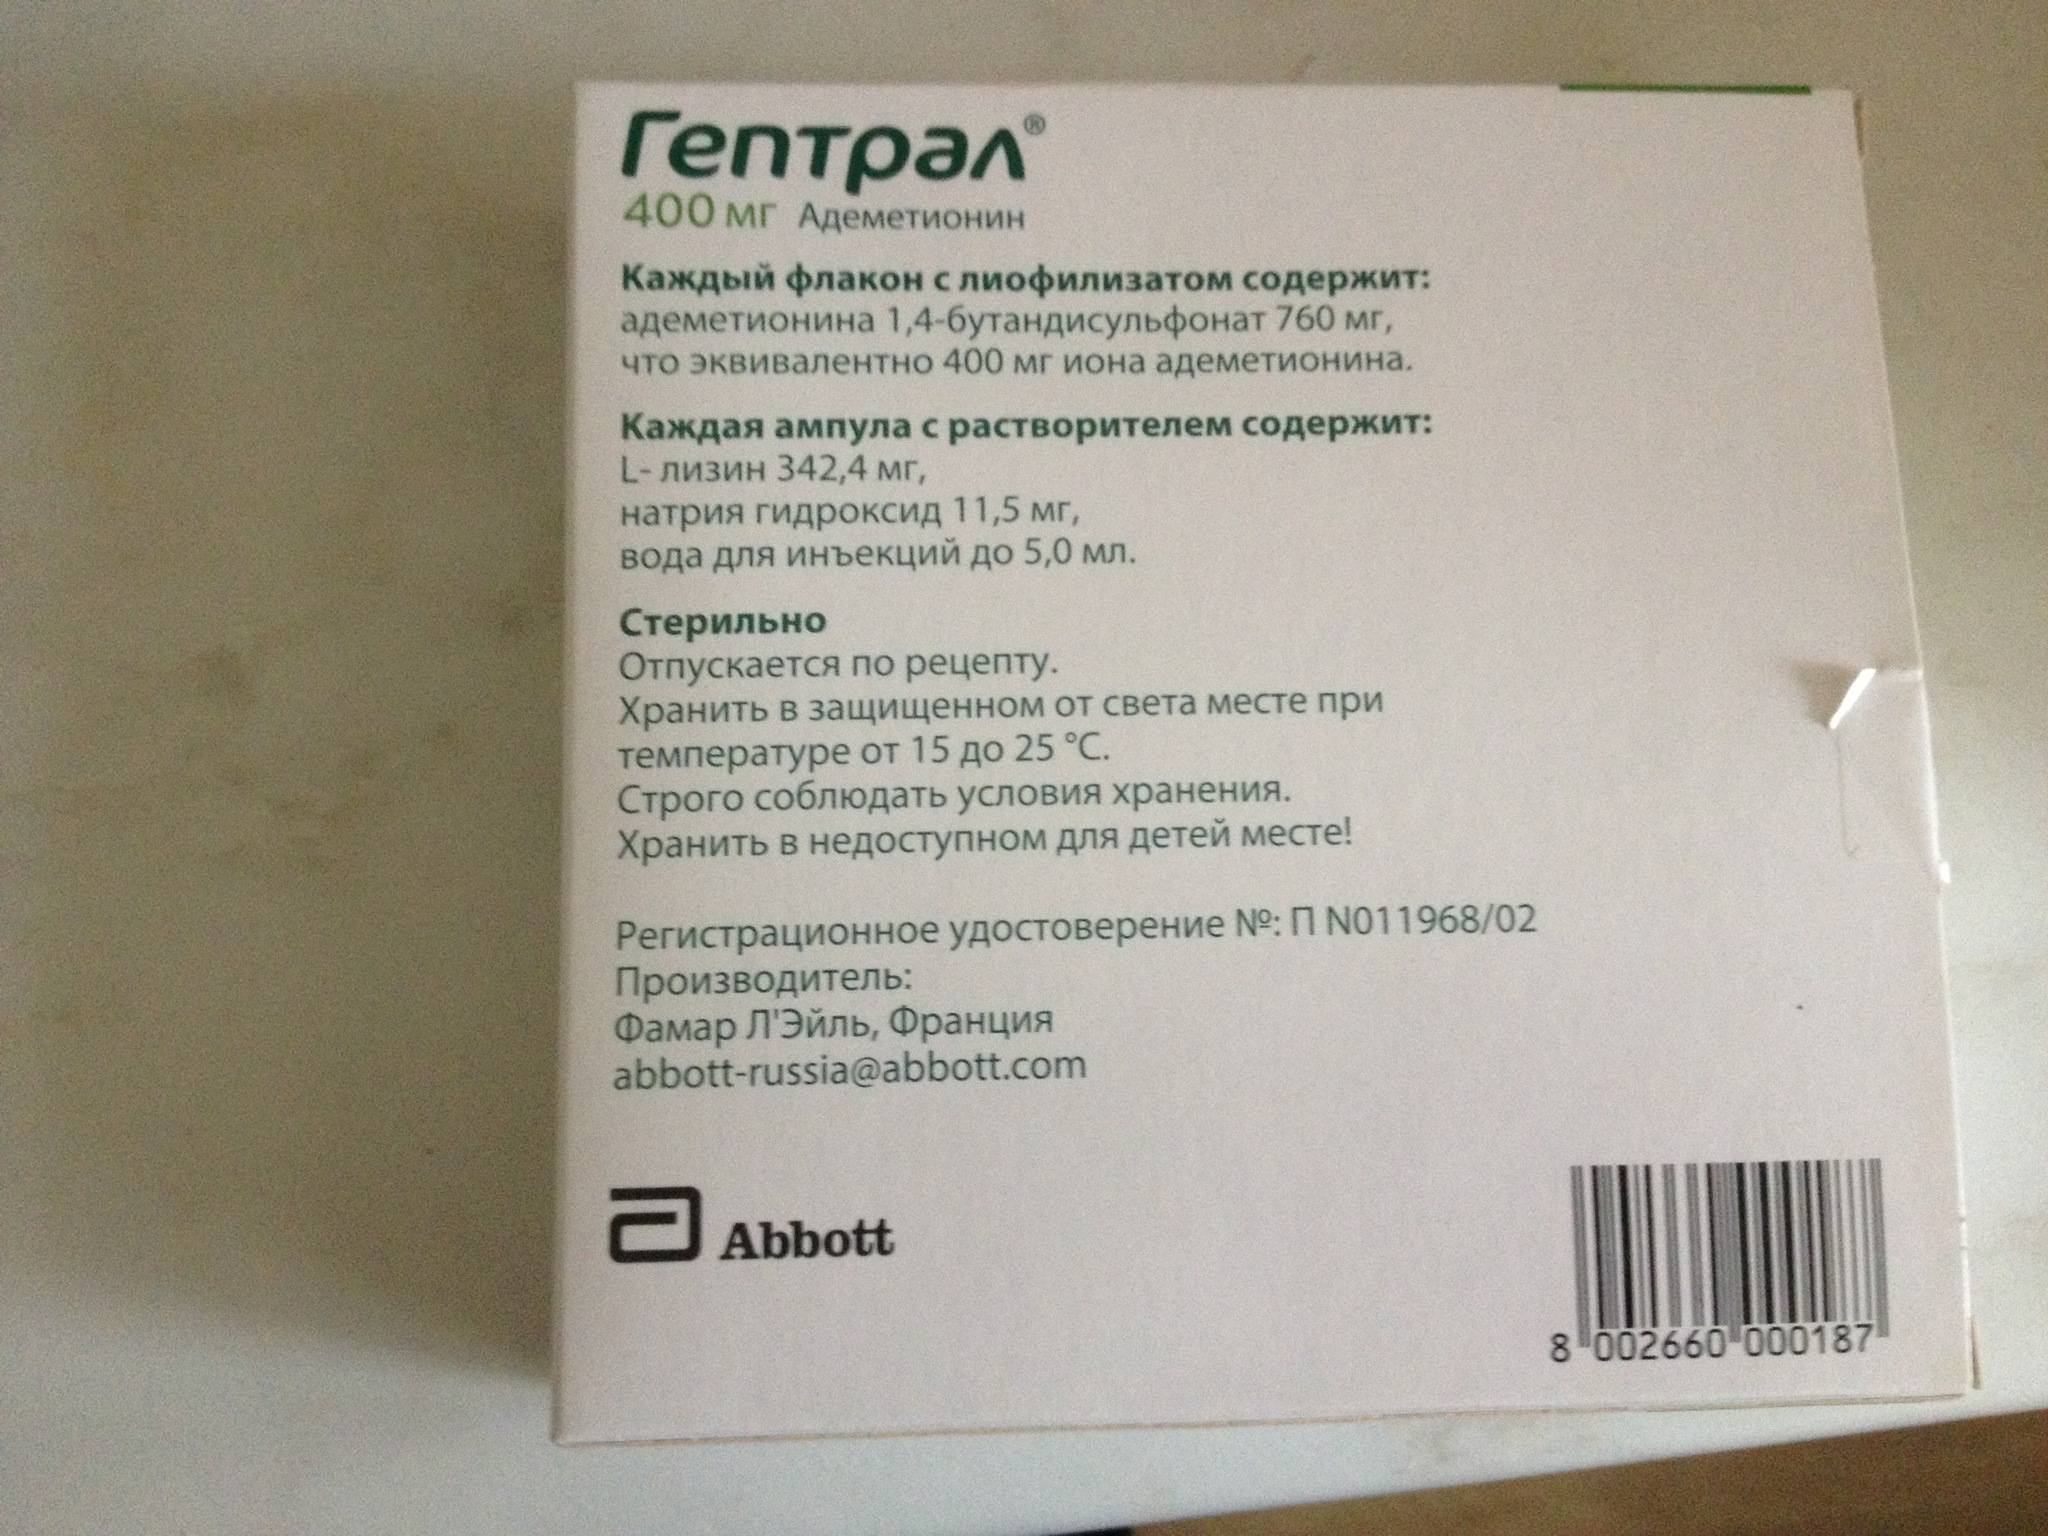 Гептрал®
400 мг Адеметионин
Каждый флакон с лиофилизатом содержит:
адеметионина 1,4-бутандисульфонат 760 мг,
что эквивалентно 400 мг иона адеметионина.
Каждая ампула с растворителем содержит:
L- лизин 342,4 мг,
натрия гидроксид 11,5 мг,
вода для инъекций до 5,0 мл.
Стерильно
Отпускается по рецепту.
Хранить в защищенном от света месте при
температуре от 15 до 25 °C.
Строго соблюдать условия хранения.
Хранить в недоступном для детей месте!
Регистрационное удостоверение №: П N011968/02
Производитель:
Фамар Л'Эйль, Франция
abbott-russia@abbott.com
Abbott
8 002660 000187